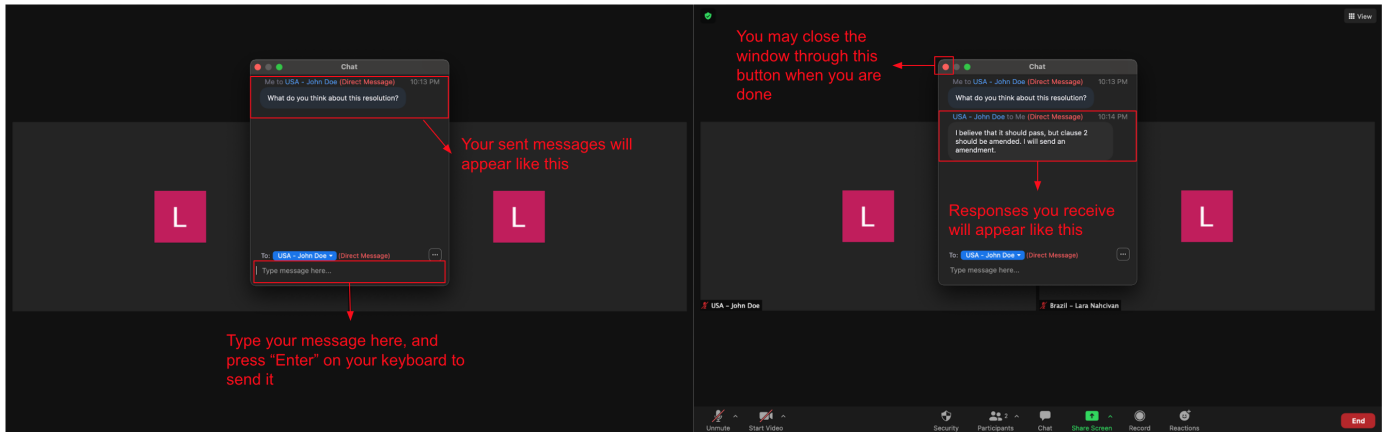 Chat
Me to USA - John Doe (Direct Message) 10:13 PM
What do you think about this resolution?
Your sent messages will
appear like this
L
L
To: USA - John Doe (Direct Message)
Type message here...
Type your message here, and
press “Enter” on your keyboard to
send it
View
You may close the
window through this
button when you are
done
Chat
Me to USA - John Doe (Direct Message) 10:13 PM
What do you think about this resolution?
USA - John Doe to Me (Direct Message) 10:14 PM
I believe that it should pass, but clause 2
should be amended. I will send an
amendment.
L
L
Responses you receive
will appear like this
To: USA - John Doe (Direct Message)
Type message here...
USA – John Doe
Brazil – Lara Nahcivan
Unmute
Start Video
Security
Participants
2
Chat
Share Screen
Record
Reactions
End